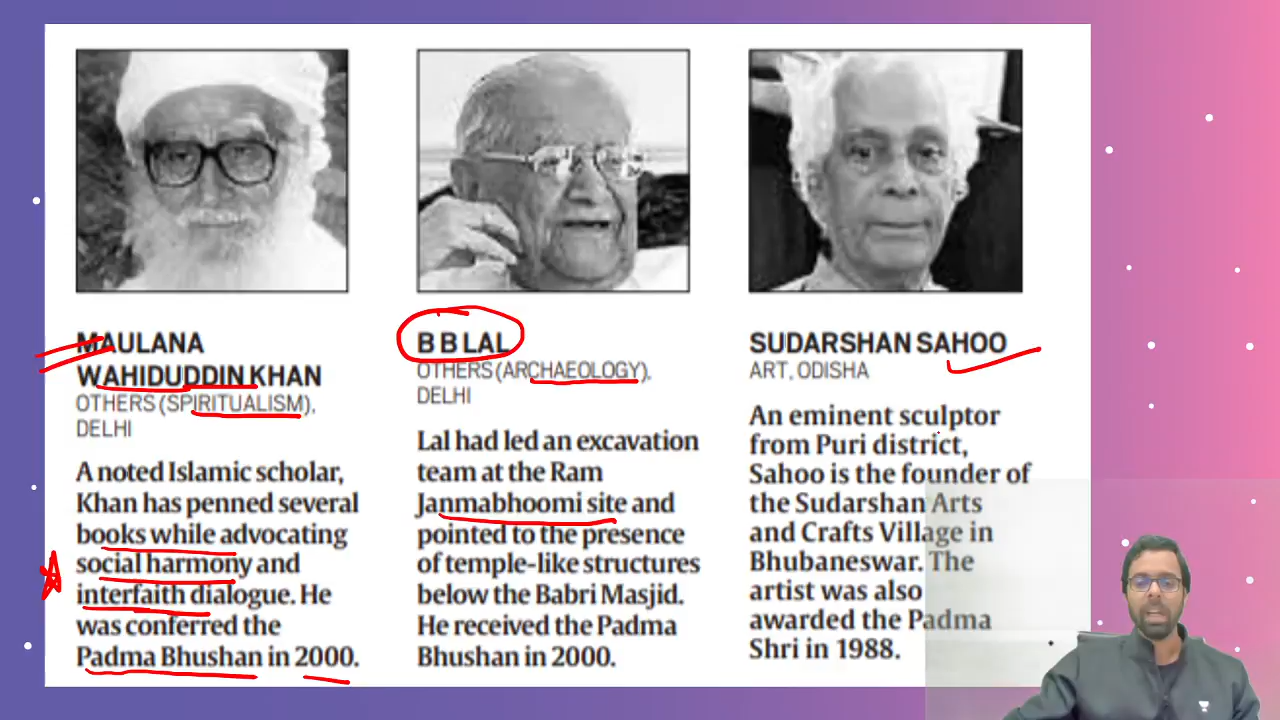 MAULANA
WAHIDUDDIN KHAN
OTHERS (SPIRITUALISM),
DELHI
A noted Islamic scholar,
Khan has penned several
books while advocating
social harmony and
interfaith dialogue. He
was conferred the
Padma Bhushan in 2000.
B B LAL
OTHERS (ARCHAEOLOGY),
DELHI
Lal had led an excavation
team at the Ram
Janmabhoomi site and
pointed to the presence
of temple-like structures
below the Babri Masjid.
He received the Padma
Bhushan in 2000.
SUDARSHAN SAHOO
ART, ODISHA
An eminent sculptor
from Puri district,
Sahoo is the founder of
the Sudarshan Arts
and Crafts Village in
Bhubaneswar. The
artist was also
awarded the Padma
Shri in 1988.